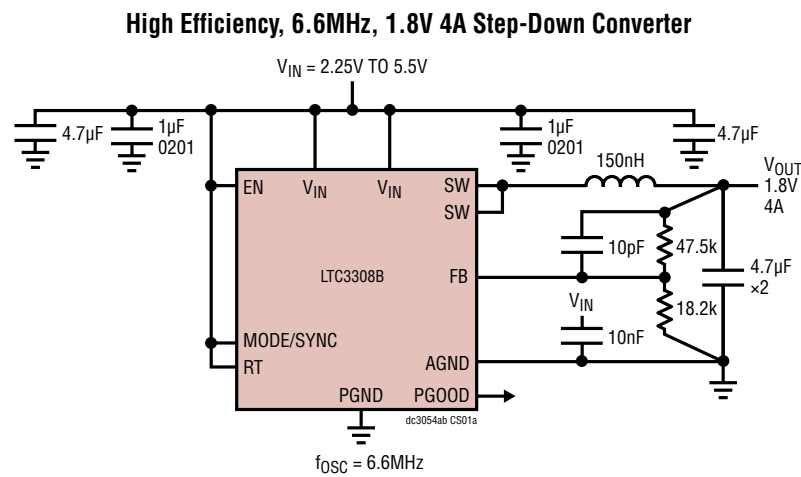 High Efficiency, 6.6MHz, 1.8V 4A Step-Down Converter
VIN = 2.25V TO 5.5V
4.7µF
1µF
0201
1µF
0201
4.7µF
150nH
VOUT
1.8V
4A
EN
VIN
VIN
SW
SW
10pF
47.5k
LTC3308B
FB
4.7µF
×2
VIN
18.2k
10nF
MODE/SYNC
RT
AGND
PGND
PGOOD
dc3054ab CS01a
fOSC = 6.6MHz